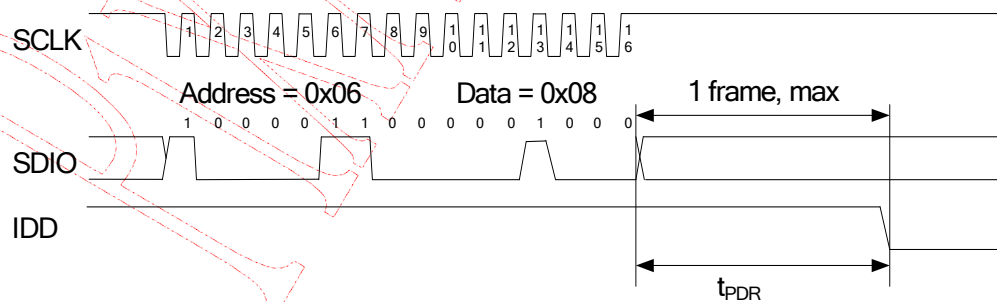 SCLK 1 2 3 4 5 6 7 8 9 10 11 12 13 14 15 16
Address = 0x06 Data = 0x08 1 frame, max
1 0 0 0 0 1 1 0 0 0 0 0 1 0 0 0
SDIO
IDD
tPDR